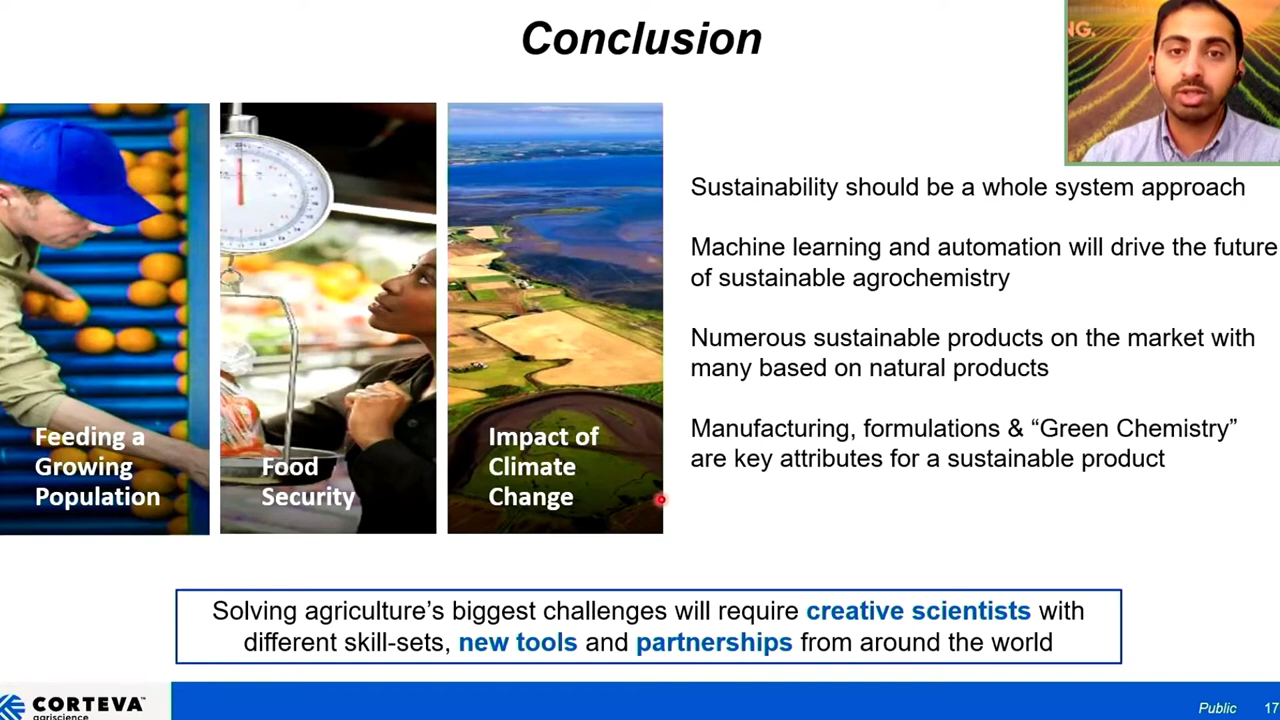 Conclusion
NG.
Sustainability should be a whole system approach
Machine learning and automation will drive the future
of sustainable agrochemistry
Numerous sustainable products on the market with
many based on natural products
Manufacturing, formulations & “Green Chemistry”
are key attributes for a sustainable product
Feeding a
Growing
Population
Food
Security
Impact of
Climate
Change
Solving agriculture’s biggest challenges will require creative scientists with
different skill-sets, new tools and partnerships from around the world
CORTEVA™
agriscience
Public 17